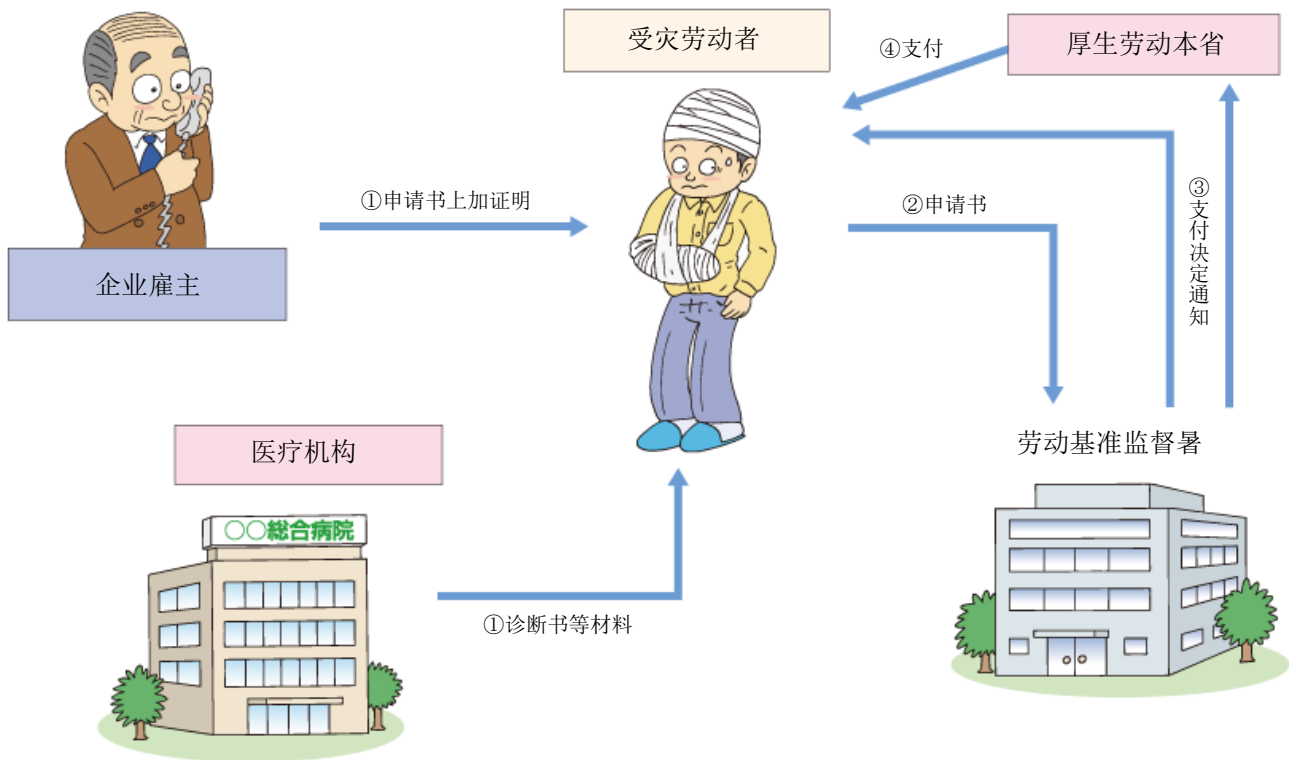 受灾劳动者
厚生劳动本省
④支付
①申请书上加证明
②申请书
③支付决定通知
企业雇主
医疗机构
劳动基准监督暑
〇〇総合病院
①诊断书等材料